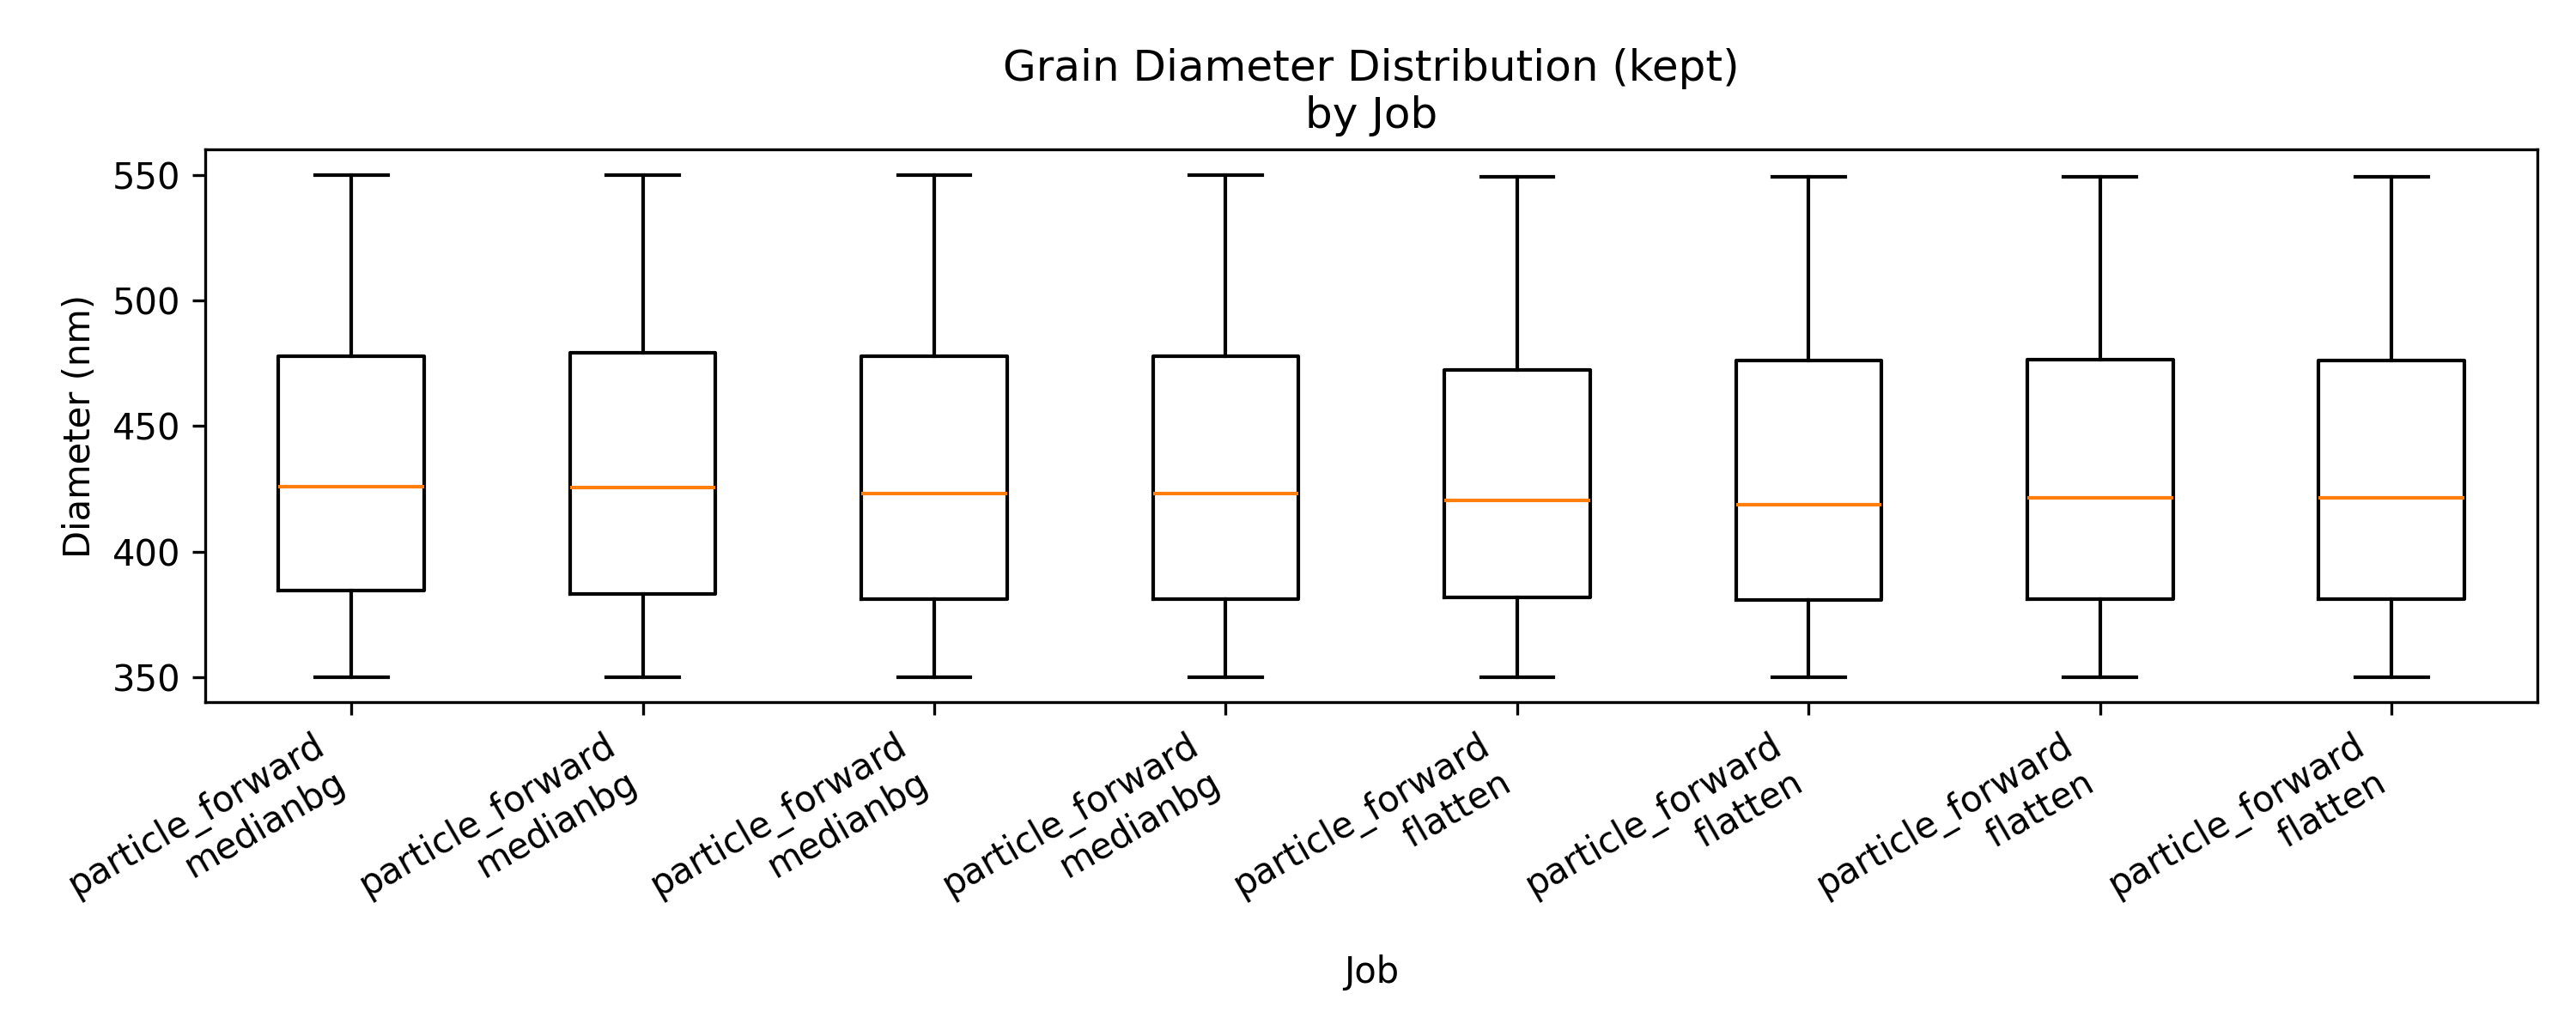 Grain Diameter Distribution (kept)
by Job
Diameter (nm)
550
500
450
400
350
particle_forward
medianbg
particle_forward
medianbg
particle_forward
medianbg
particle_forward
medianbg
particle_forward
flatten
particle_forward
flatten
particle_forward
flatten
particle_forward
flatten
Job